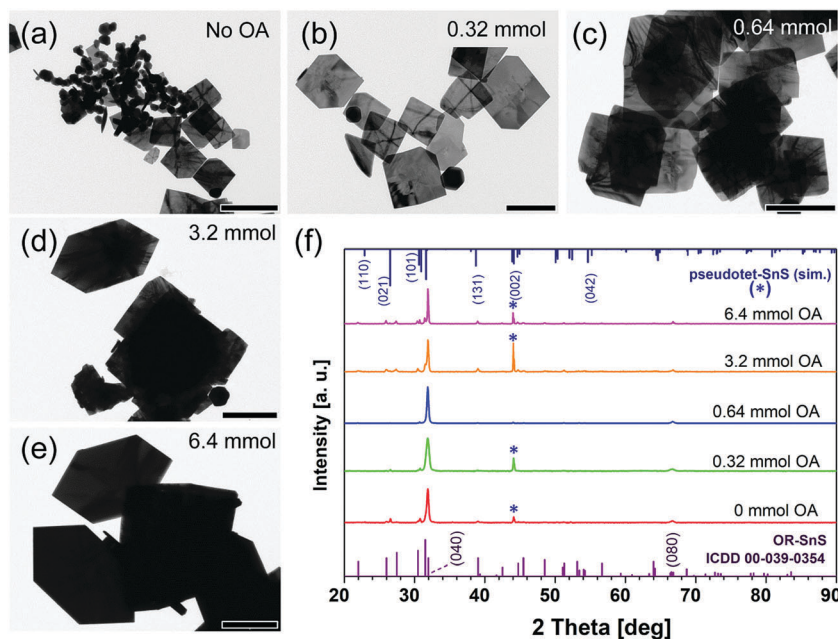 (a) No OA
(b) 0.32 mmol
(c) 0.64 mmol
(d) 3.2 mmol
(e) 6.4 mmol
(f)
(110)
(021)
(101)
(131)
(002)
(042)
pseudotet-SnS (sim.)
(*)
*
6.4 mmol OA
*
3.2 mmol OA
0.64 mmol OA
*
0.32 mmol OA
*
0 mmol OA
(040)
(080)
OR-SnS
ICDD 00-039-0354
Intensity [a. u.]
20 30 40 50 60 70 80 90
2 Theta [deg]